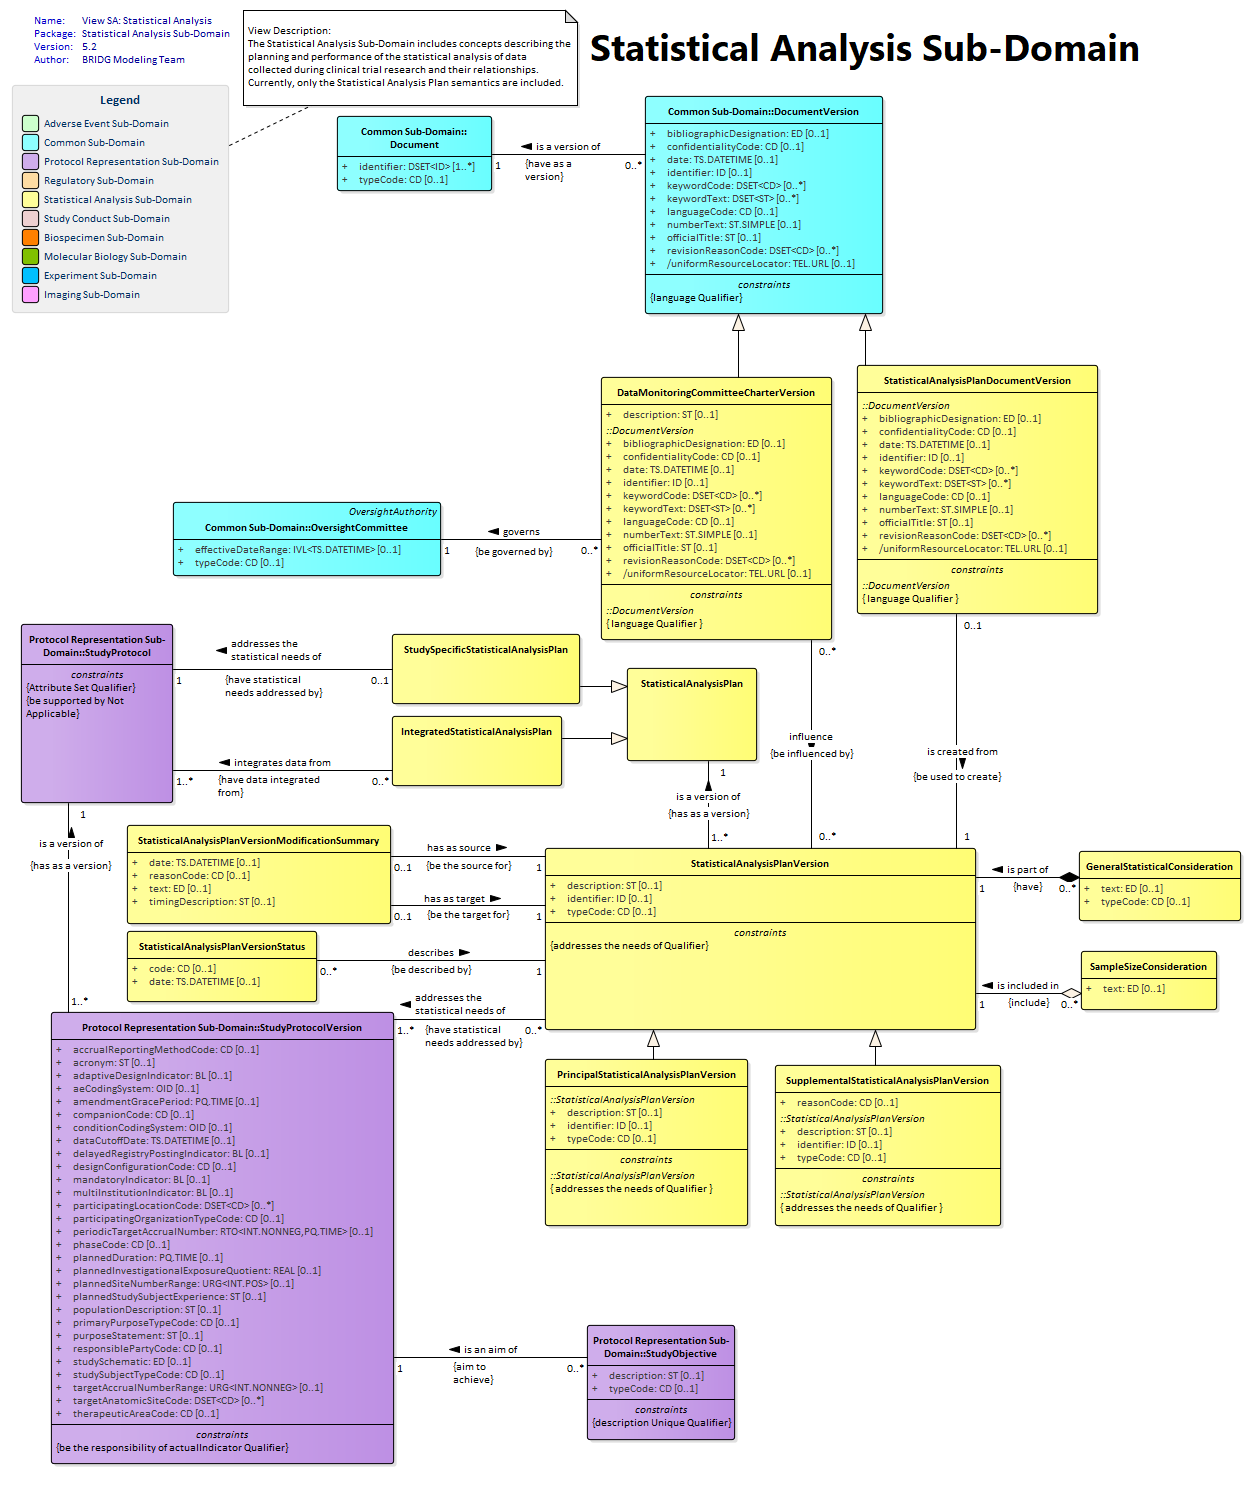 Name: View SA: Statistical Analysis
Package: Statistical Analysis Sub-Domain
Version: 5.2
Author: BRIDG Modeling Team
View Description:
The Statistical Analysis Sub-Domain includes concepts describing the
planning and performance of the statistical analysis of data
collected during clinical trial research and their relationships.
Currently, only the Statistical Analysis Plan semantics are included.
Statistical Analysis Sub-Domain
Legend
Adverse Event Sub-Domain
Common Sub-Domain
Protocol Representation Sub-Domain
Regulatory Sub-Domain
Statistical Analysis Sub-Domain
Study Conduct Sub-Domain
Biospecimen Sub-Domain
Molecular Biology Sub-Domain
Experiment Sub-Domain
Imaging Sub-Domain
Common Sub-Domain::
Document
+ identifier: DSET<ID> [1..*]
+ typeCode: CD [0..1]
is a version of
1
{have as a
version}
0..*
Common Sub-Domain::DocumentVersion
+ bibliographicDesignation: ED [0..1]
+ confidentialityCode: CD [0..1]
+ date: TS.DATETIME [0..1]
+ identifier: ID [0..1]
+ keywordCode: DSET<CD> [0..*]
+ keywordText: DSET<ST> [0..*]
+ languageCode: CD [0..1]
+ numberText: ST.SIMPLE [0..1]
+ officialTitle: ST [0..1]
+ revisionReasonCode: DSET<CD> [0..*]
+ /uniformResourceLocator: TEL.URL [0..1]
constraints
{language Qualifier}
DataMonitoringCommitteeCharterVersion
+ description: ST [0..1]
::DocumentVersion
+ bibliographicDesignation: ED [0..1]
+ confidentialityCode: CD [0..1]
+ date: TS.DATETIME [0..1]
+ identifier: ID [0..1]
+ keywordCode: DSET<CD> [0..*]
+ keywordText: DSET<ST> [0..*]
+ languageCode: CD [0..1]
+ numberText: ST.SIMPLE [0..1]
+ officialTitle: ST [0..1]
+ revisionReasonCode: DSET<CD> [0..*]
+ /uniformResourceLocator: TEL.URL [0..1]
constraints
::DocumentVersion
{ language Qualifier }
StatisticalAnalysisPlanDocumentVersion
::DocumentVersion
+ bibliographicDesignation: ED [0..1]
+ confidentialityCode: CD [0..1]
+ date: TS.DATETIME [0..1]
+ identifier: ID [0..1]
+ keywordCode: DSET<CD> [0..*]
+ keywordText: DSET<ST> [0..*]
+ languageCode: CD [0..1]
+ numberText: ST.SIMPLE [0..1]
+ officialTitle: ST [0..1]
+ revisionReasonCode: DSET<CD> [0..*]
+ /uniformResourceLocator: TEL.URL [0..1]
constraints
::DocumentVersion
{ language Qualifier }
OversightAuthority
Common Sub-Domain::OversightCommittee
+ effectiveDateRange: IVL<TS.DATETIME> [0..1]
+ typeCode: CD [0..1]
governs
1
{be governed by}
0..*
Protocol Representation Sub-
Domain::StudyProtocol
constraints
{Attribute Set Qualifier}
{be supported by Not
Applicable}
addresses the
statistical needs of
1
{have statistical
needs addressed by}
0..1
StudySpecificStatisticalAnalysisPlan
StatisticalAnalysisPlan
IntegratedStatisticalAnalysisPlan
integrates data from
1..*
{have data integrated
from}
0..*
0..*
influence
{be influenced by}
0..*
0..1
is created from
{be used to create}
1
1
is a version of
{has as a version}
1..*
1
is a version of
{has as a version}
1..*
StatisticalAnalysisPlanVersionModificationSummary
+ date: TS.DATETIME [0..1]
+ reasonCode: CD [0..1]
+ text: ED [0..1]
+ timingDescription: ST [0..1]
has as source
0..1
{be the source for}
1
has as target
0..1
{be the target for}
1
StatisticalAnalysisPlanVersionStatus
+ code: CD [0..1]
+ date: TS.DATETIME [0..1]
describes
0..*
{be described by}
1
addresses the
statistical needs of
1..*
{have statistical
needs addressed by}
0..*
StatisticalAnalysisPlanVersion
+ description: ST [0..1]
+ identifier: ID [0..1]
+ typeCode: CD [0..1]
constraints
{addresses the needs of Qualifier}
is part of
1
{have}
0..*
GeneralStatisticalConsideration
+ text: ED [0..1]
+ typeCode: CD [0..1]
is included in
1
{include}
0..*
SampleSizeConsideration
+ text: ED [0..1]
Protocol Representation Sub-Domain::StudyProtocolVersion
+ accrualReportingMethodCode: CD [0..1]
+ acronym: ST [0..1]
+ adaptiveDesignIndicator: BL [0..1]
+ aeCodingSystem: OID [0..1]
+ amendmentGracePeriod: PQ.TIME [0..1]
+ companionCode: CD [0..1]
+ conditionCodingSystem: OID [0..1]
+ dataCutoffDate: TS.DATETIME [0..1]
+ delayedRegistryPostingIndicator: BL [0..1]
+ designConfigurationCode: CD [0..1]
+ mandatoryIndicator: BL [0..1]
+ multiInstitutionIndicator: BL [0..1]
+ participatingLocationCode: DSET<CD> [0..*]
+ participatingOrganizationTypeCode: CD [0..1]
+ periodicTargetAccrualNumber: RTO<INT.NONNEG,PQ.TIME> [0..1]
+ phaseCode: CD [0..1]
+ plannedDuration: PQ.TIME [0..1]
+ plannedInvestigationalExposureQuotient: REAL [0..1]
+ plannedSiteNumberRange: URG<INT.POS> [0..1]
+ plannedStudySubjectExperience: ST [0..1]
+ populationDescription: ST [0..1]
+ primaryPurposeTypeCode: CD [0..1]
+ purposeStatement: ST [0..1]
+ responsiblePartyCode: CD [0..1]
+ studySchematic: ED [0..1]
+ studySubjectTypeCode: CD [0..1]
+ targetAccrualNumberRange: URG<INT.NONNEG> [0..1]
+ targetAnatomicSiteCode: DSET<CD> [0..*]
+ therapeuticAreaCode: CD [0..1]
constraints
{be the responsibility of actualIndicator Qualifier}
PrincipalStatisticalAnalysisPlanVersion
::StatisticalAnalysisPlanVersion
+ description: ST [0..1]
+ identifier: ID [0..1]
+ typeCode: CD [0..1]
constraints
::StatisticalAnalysisPlanVersion
{ addresses the needs of Qualifier }
SupplementalStatisticalAnalysisPlanVersion
+ reasonCode: CD [0..1]
::StatisticalAnalysisPlanVersion
+ description: ST [0..1]
+ identifier: ID [0..1]
+ typeCode: CD [0..1]
constraints
::StatisticalAnalysisPlanVersion
{ addresses the needs of Qualifier }
is an aim of
1
{aim to
achieve}
0..*
Protocol Representation Sub-
Domain::StudyObjective
+ description: ST [0..1]
+ typeCode: CD [0..1]
constraints
{description Unique Qualifier}